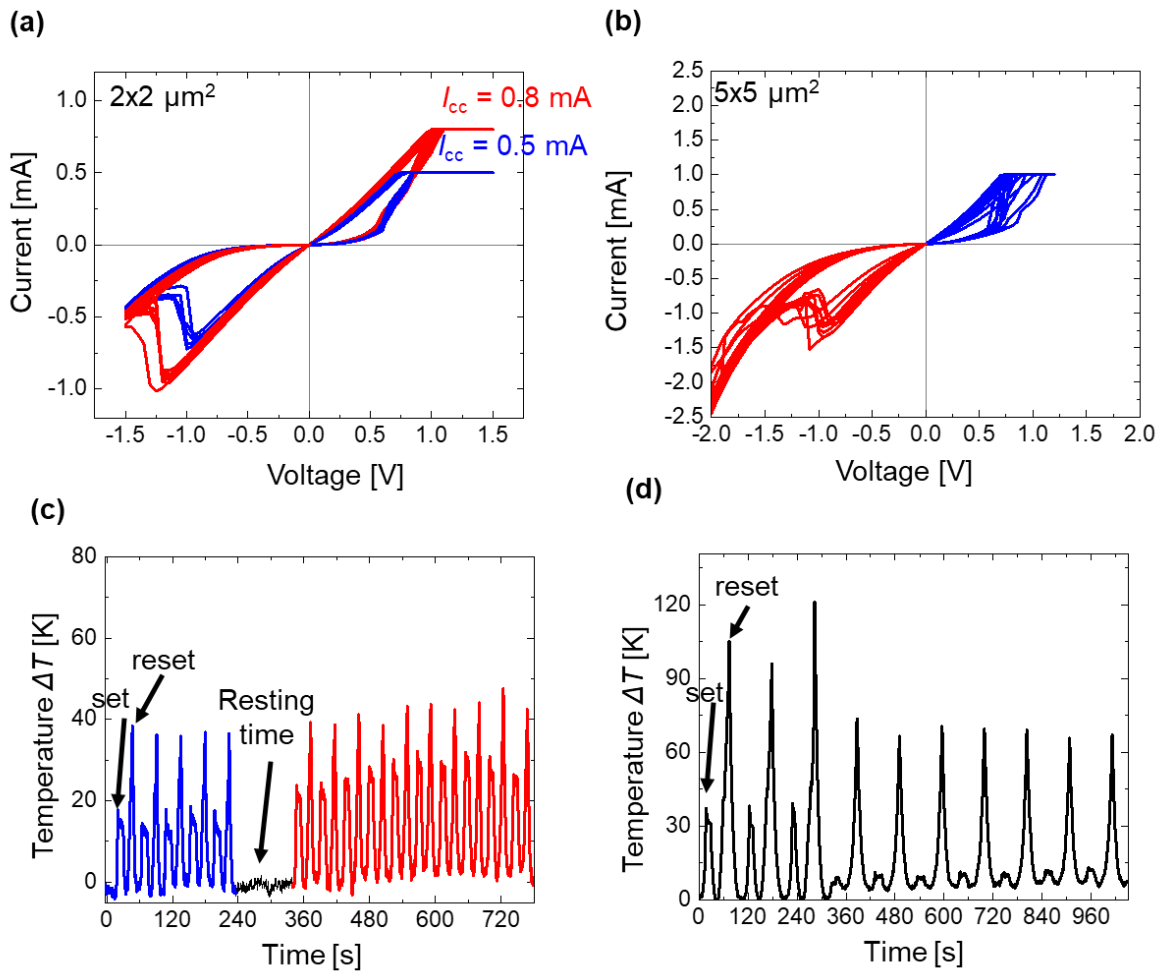 (a)
2x2 μm²
Icc = 0.8 mA
Icc = 0.5 mA
Current [mA]
1.0
0.5
0.0
-0.5
-1.0
-1.5 -1.0 -0.5 0.0 0.5 1.0 1.5
Voltage [V]
(b)
5x5 μm²
Current [mA]
2.5
2.0
1.5
1.0
0.5
0.0
-0.5
-1.0
-1.5
-2.0
-2.5
-2.0 -1.5 -1.0 -0.5 0.0 0.5 1.0 1.5 2.0
Voltage [V]
(c)
Temperature ΔT [K]
80
60
40
20
0
set
reset
Resting
time
0 120 240 360 480 600 720
Time [s]
(d)
Temperature ΔT [K]
120
90
60
30
0
set
reset
0 120 240 360 480 600 720 840 960
Time [s]